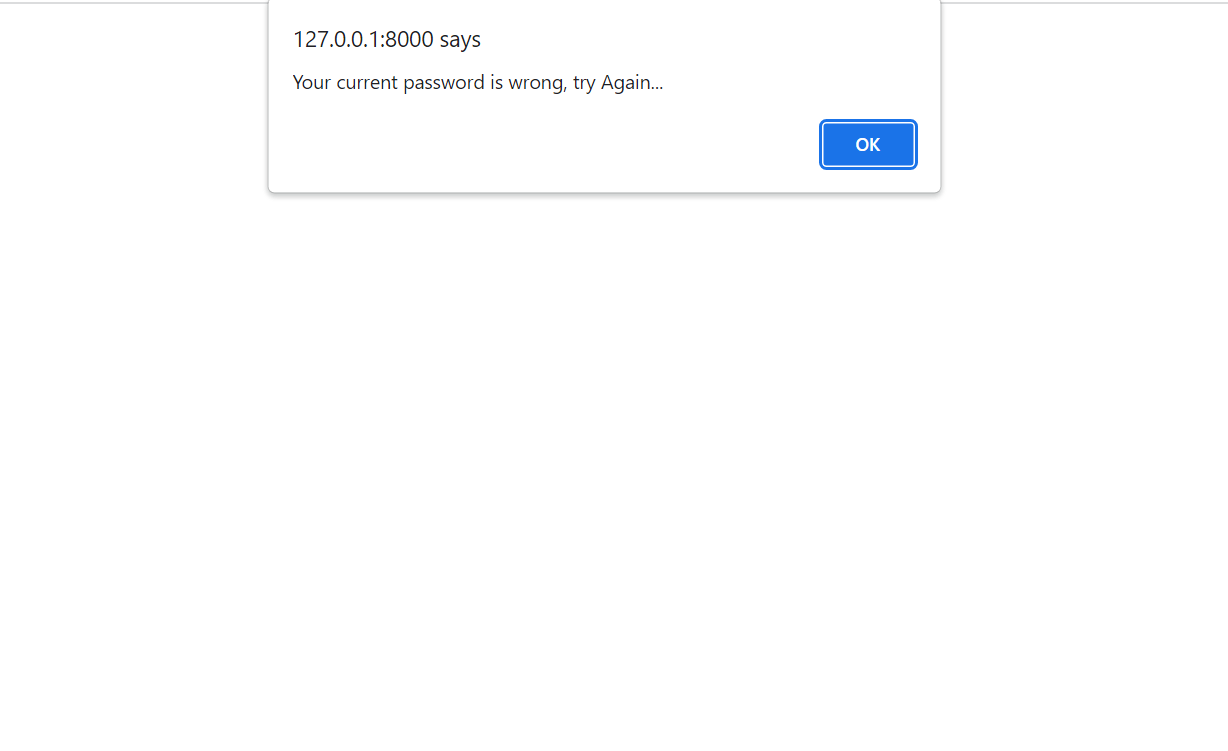 127.0.0.1:8000 says
Your current password is wrong, try Again...
OK